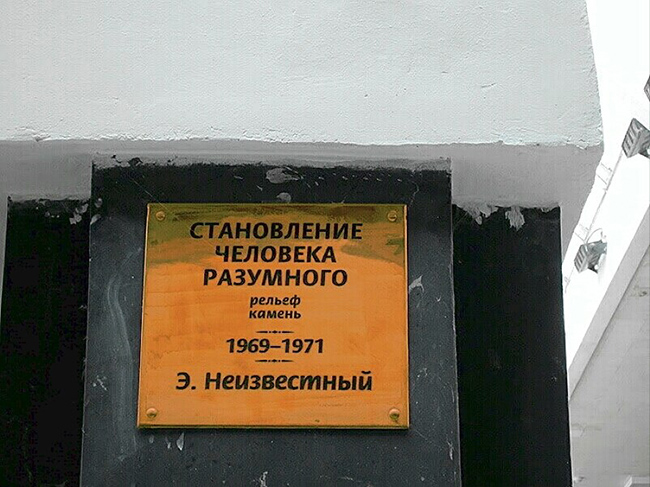 СТАНОВЛЕНИЕ
ЧЕЛОВЕКА
РАЗУМНОГО
рельеф
камень
1969–1971
Э. Неизвестный